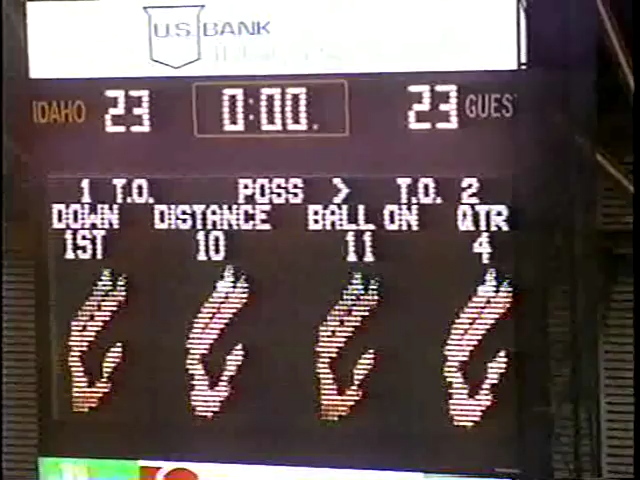 U.S. BANK
IDAHO 23 0:00. 23 GUES
1 T.O. POSS > T.O. 2
DOWN DISTANCE BALL ON QTR
1ST 10 11 4